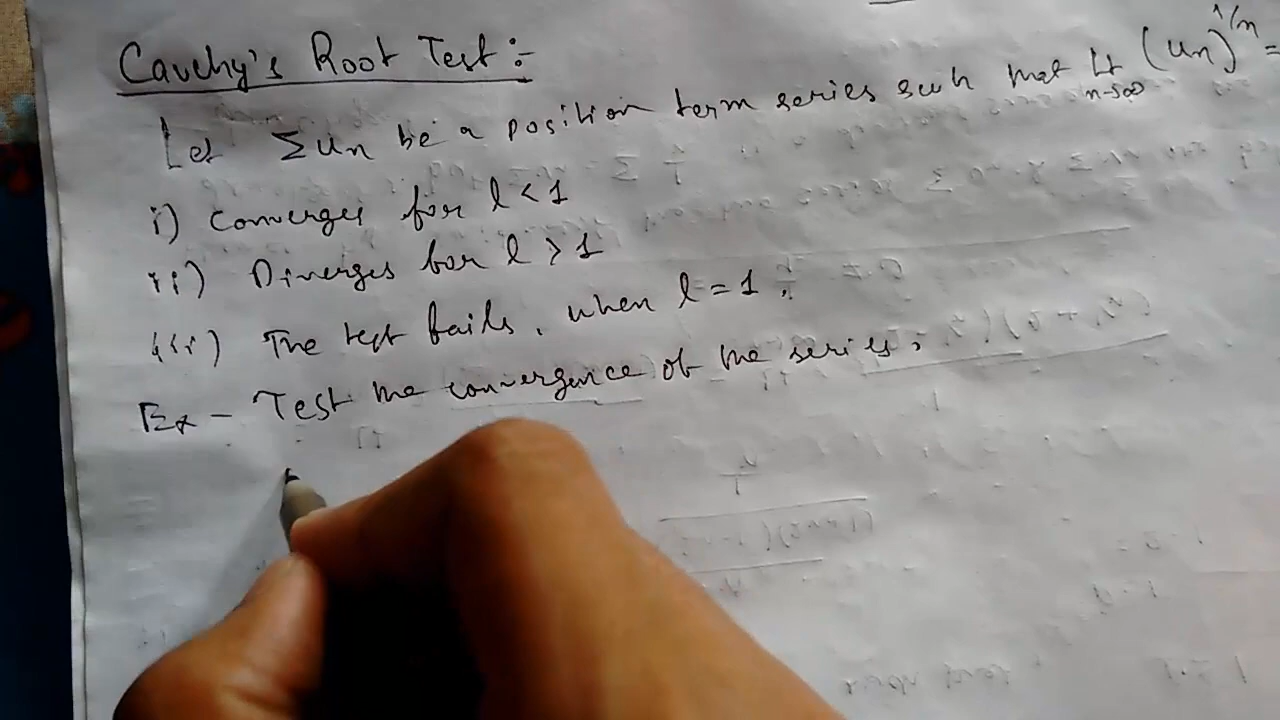 Cauchy's Root Test :-
Let Σun be a position term series such that Lt n→∞ (un)^1/n =
i) Converges for l < 1
ii) Diverges for l > 1
iii) The test fails, when l = 1.
Ex - Test the convergence of the series,